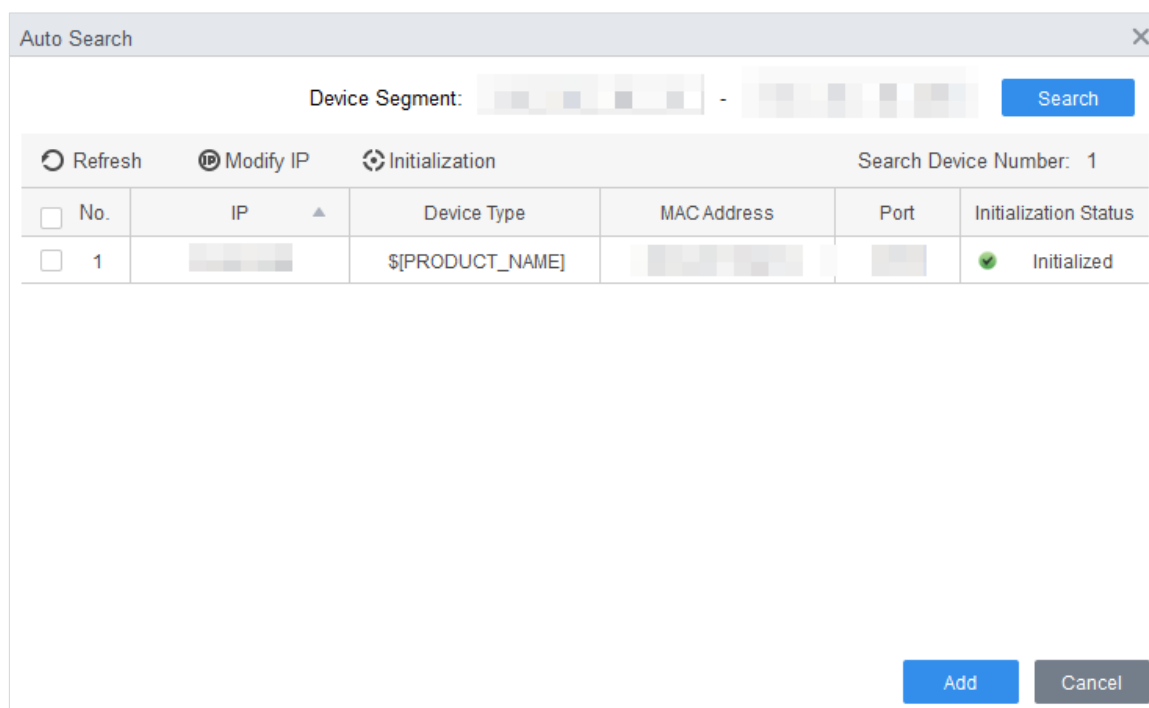 Auto Search
Device Segment: - Search
Refresh Modify IP Initialization Search Device Number: 1
No. IP Device Type MAC Address Port Initialization Status
1 $[PRODUCT_NAME] Initialized
Add Cancel